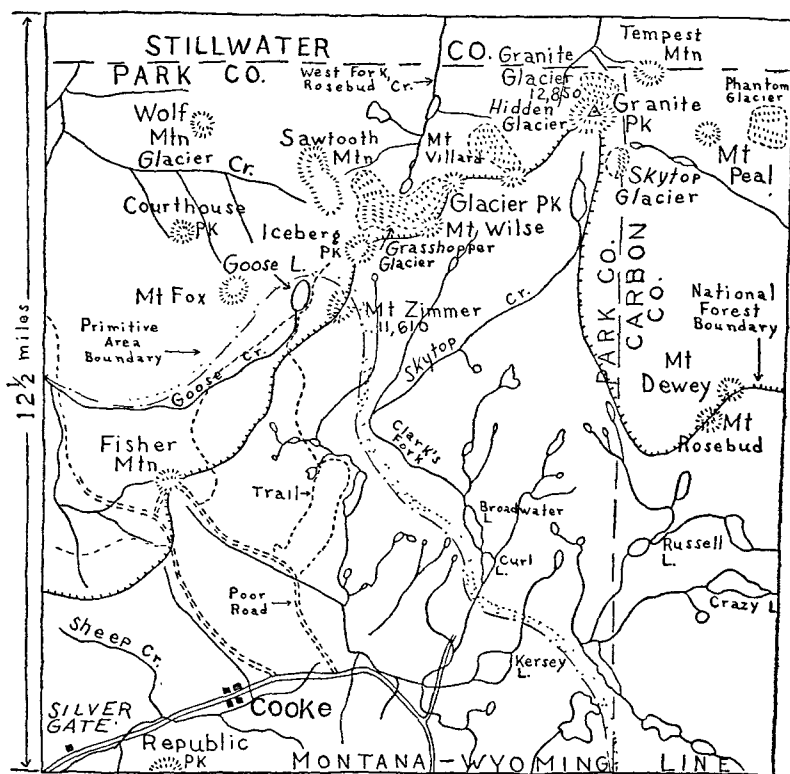 STILLWATER CO.
PARK CO.
West Fork,
Rosebud Cr.
Granite
Glacier
12,850
Tempest
Mtn
Phantom
Glacier
Wolf
Mtn
Glacier Cr.
Sawtooth
Mtn
Mt
Villard
Hidden
Glacier
Granite
Pk
Mt
Peal
Skytop
Glacier
Courthouse
PK
Iceberg
PK
Glacier PK
Mt Wilse
Grasshopper
Glacier
Goose L.
Mt Fox
Mt Zimmer
11,610
PARK CO.
CARBON
CO.
National
Forest
Boundary
Primitive
Area
Boundary
Goose Cr.
Skytop Cr.
Mt
Dewey
Mt
Rosebud
12 1/2 miles
Fisher
Mtn
Clark's
Fork
Trail
Broadwater
L.
Curl
L.
Russell
L.
Crazy L
Poor
Road
Sheep Cr.
Kersey
L.
SILVER
GATE
Cooke
Republic
PK
MONTANA-WYOMING LINE